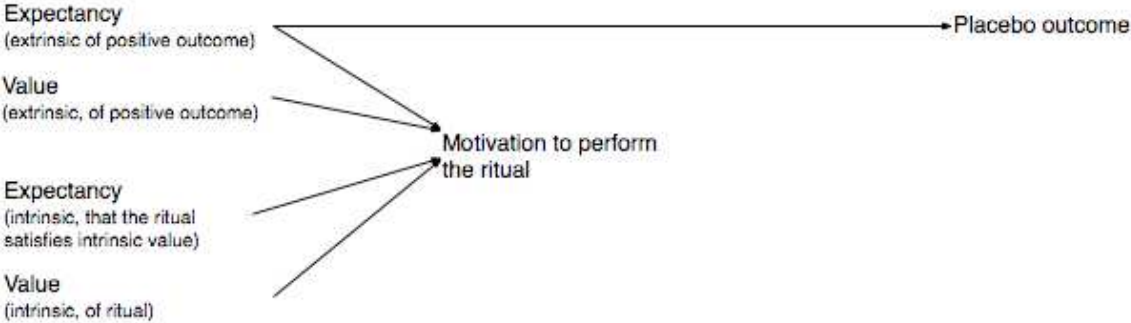 Expectancy
(extrinsic of positive outcome)
Placebo outcome
Value
(extrinsic, of positive outcome)
Motivation to perform
the ritual
Expectancy
(intrinsic, that the ritual
satisfies intrinsic value)
Value
(intrinsic, of ritual)